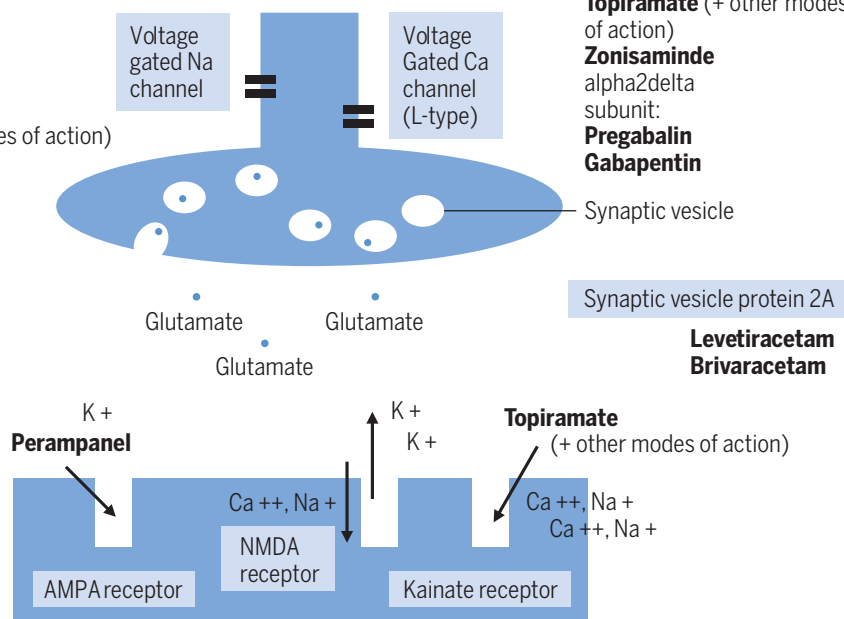 Topiramate (+ other modes
of action)
Zonisaminde
alpha2delta
subunit:
Pregabalin
Gabapentin
Voltage
gated Na
channel
Voltage
Gated Ca
channel
(L-type)
es of action)
Synaptic vesicle
Glutamate
Glutamate
Glutamate
Synaptic vesicle protein 2A
Levetiracetam
Brivaracetam
K +
Perampanel
K +
K +
Topiramate
(+ other modes of action)
Ca ++, Na +
Ca ++, Na +
Ca ++, Na +
NMDA
receptor
AMPA receptor
Kainate receptor